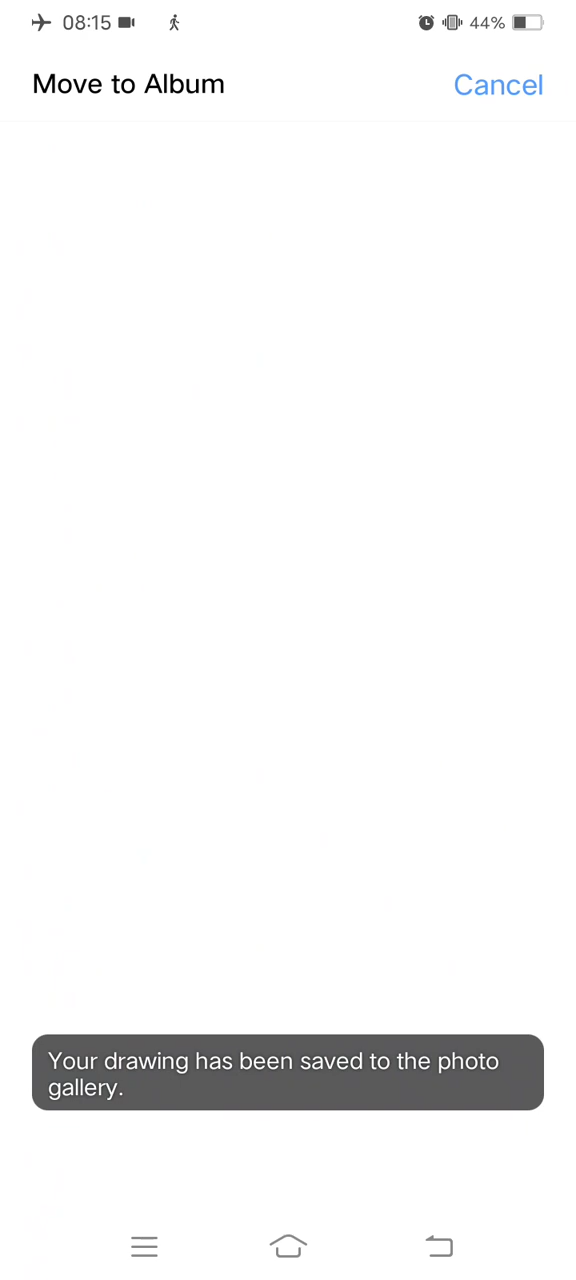 08:15
44%
Move to Album
Cancel
Your drawing has been saved to the photo
gallery.